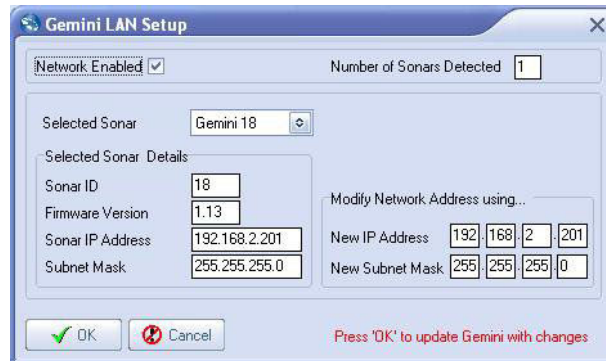 Gemini LAN Setup
Network Enabled
Number of Sonars Detected 1
Selected Sonar Gemini 18
Selected Sonar Details
Sonar ID 18
Firmware Version 1.13
Sonar IP Address 192.168.2.201
Subnet Mask 255.255.255.0
Modify Network Address using...
New IP Address 192.168.2.201
New Subnet Mask 255.255.255.0
OK
Cancel
Press 'OK' to update Gemini with changes